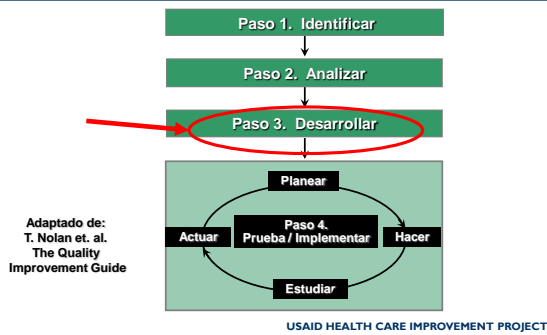 Paso 1. Identificar
Paso 2. Analizar
Paso 3. Desarrollar
Planear
Adaptado de:
T. Nolan et. al.
The Quality
Improvement Guide
Actuar
Paso 4.
Prueba / Implementar
Hacer
Estudiar
USAID HEALTH CARE IMPROVEMENT PROJECT